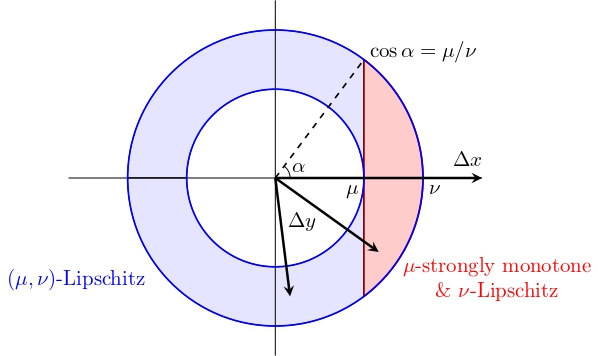 cos α = μ/ν
Δx
α
μ
ν
Δy
(μ, ν)-Lipschitz
μ-strongly monotone
& ν-Lipschitz